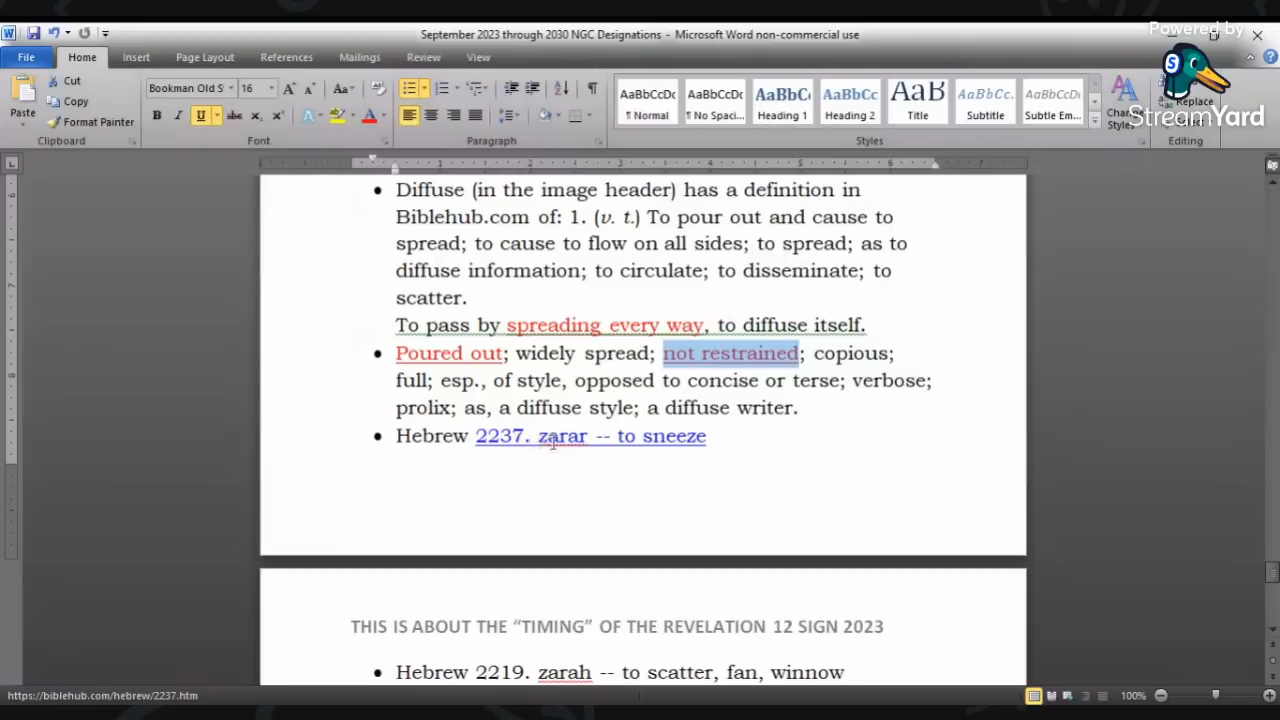 September 2023 through 2030 NGC Designations - Microsoft Word non-commercial use
Powered by
File Home Insert Page Layout References Mailings Review View
Cut
Copy
Format Painter
Paste
Clipboard
Bookman Old S 16
Font
Paragraph
AaBbCcDc AaBbCcDc AaBbC AaBbCc AaB AaBbCc. AaBbCcDc
¶ Normal ¶ No Spaci... Heading 1 Heading 2 Title Subtitle Subtle Em...
Styles
Replace
Editing
StreamYard
• Diffuse (in the image header) has a definition in
Biblehub.com of: 1. (v. t.) To pour out and cause to
spread; to cause to flow on all sides; to spread; as to
diffuse information; to circulate; to disseminate; to
scatter.
To pass by spreading every way, to diffuse itself.
• Poured out; widely spread; not restrained; copious;
full; esp., of style, opposed to concise or terse; verbose;
prolix; as, a diffuse style; a diffuse writer.
• Hebrew 2237. zarar -- to sneeze
THIS IS ABOUT THE “TIMING” OF THE REVELATION 12 SIGN 2023
• Hebrew 2219. zarah -- to scatter, fan, winnow
https://biblehub.com/hebrew/2237.htm
100%